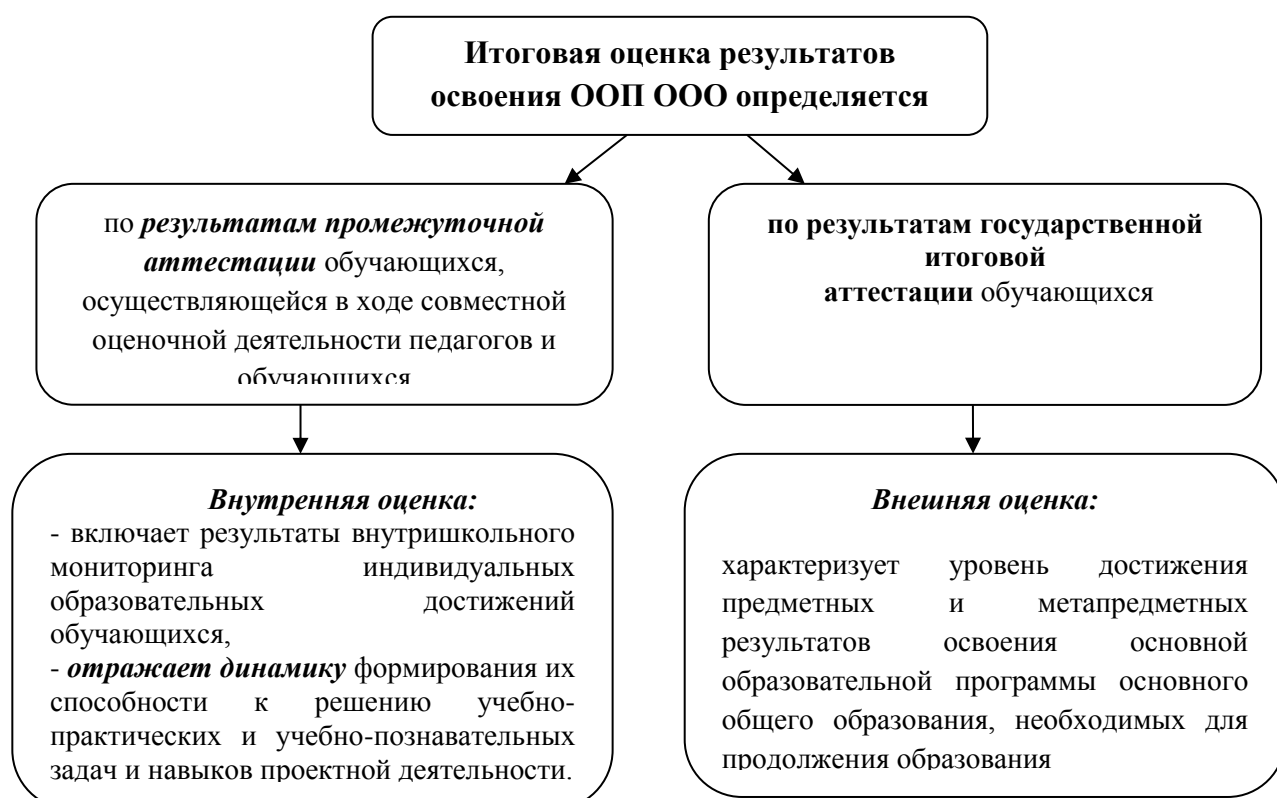 Итоговая оценка результатов
освоения ООП ООО определяется
по результатам промежуточной
аттестации обучающихся,
осуществляющейся в ходе совместной
оценочной деятельности педагогов и
обучающихся
по результатам государственной
итоговой
аттестации обучающихся
Внутренняя оценка:
- включает результаты внутришкольного
мониторинга индивидуальных
образовательных достижений
обучающихся,
- отражает динамику формирования их
способности к решению учебно-
практических и учебно-познавательных
задач и навыков проектной деятельности.
Внешняя оценка:
характеризует уровень достижения
предметных и метапредметных
результатов освоения основной
образовательной программы основного
общего образования, необходимых для
продолжения образования